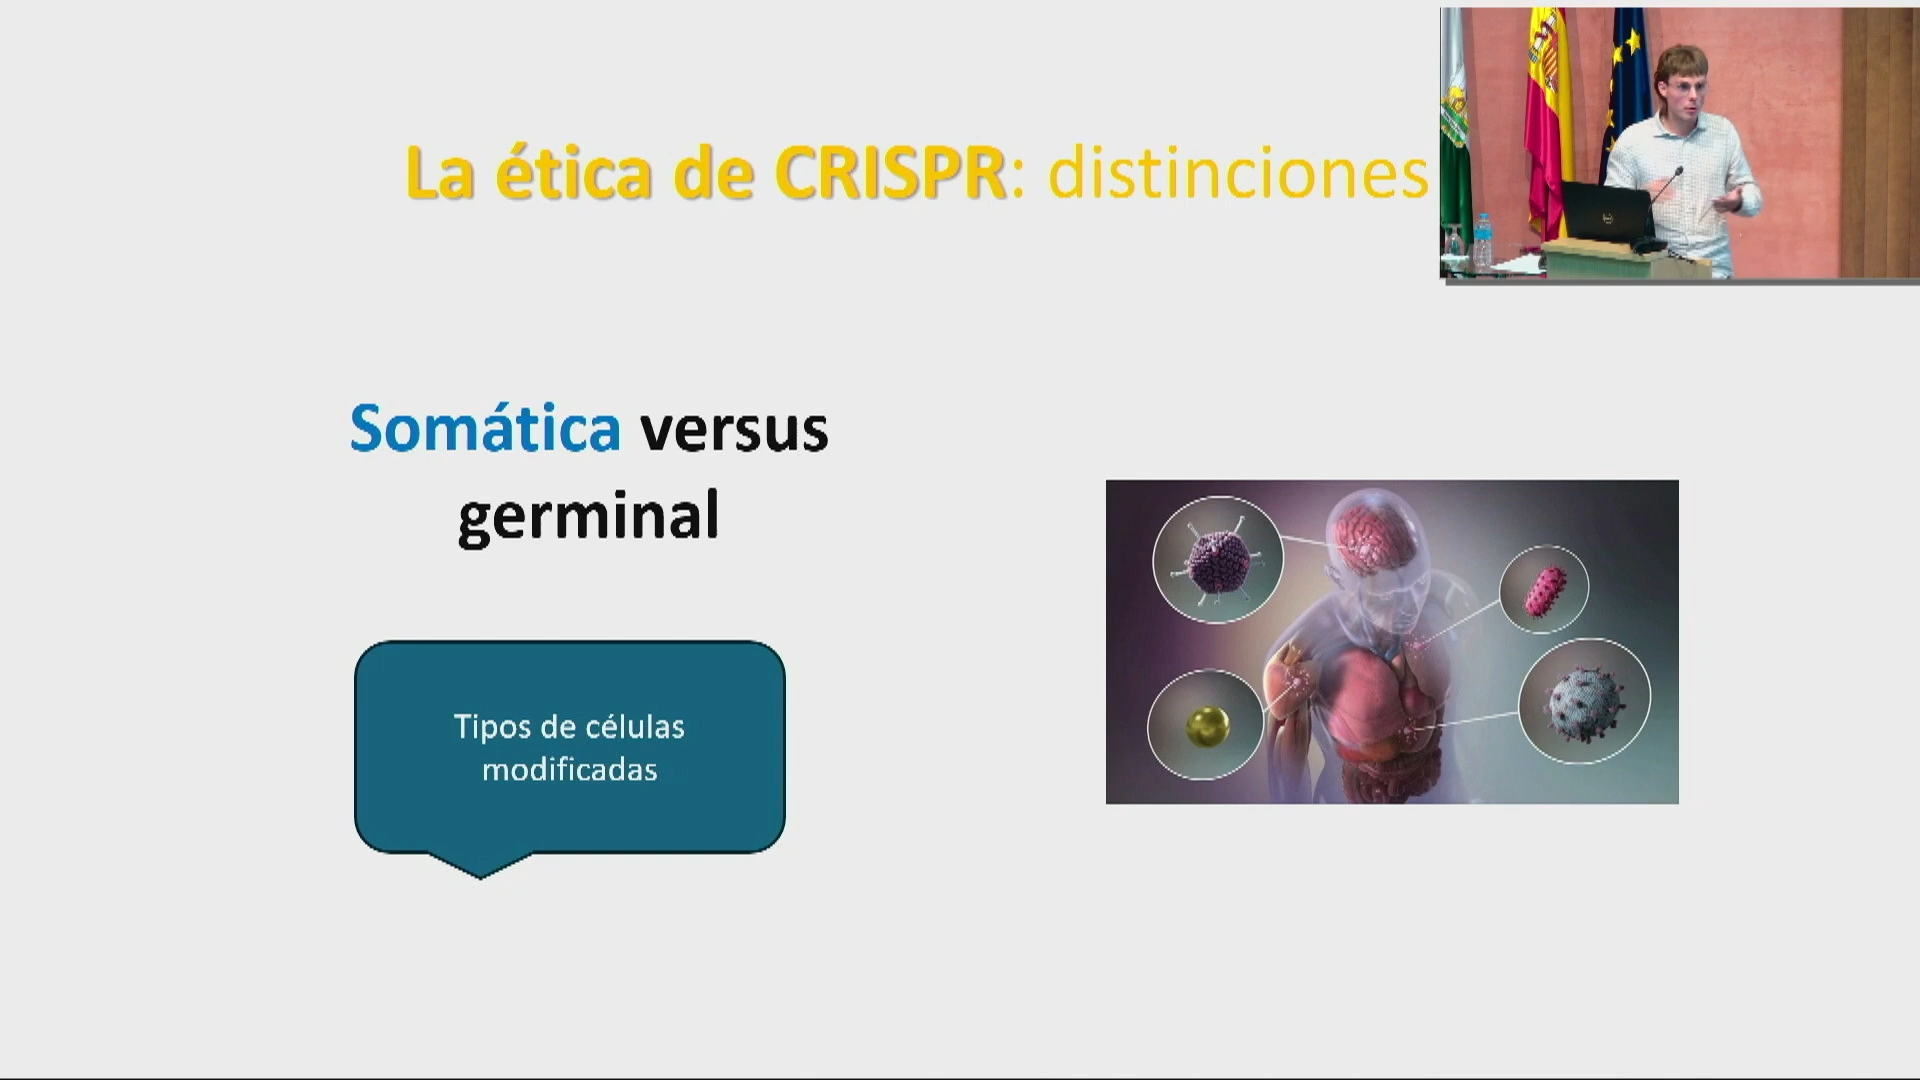 La ética de CRISPR: distinciones
Somática versus
germinal
Tipos de células
modificadas